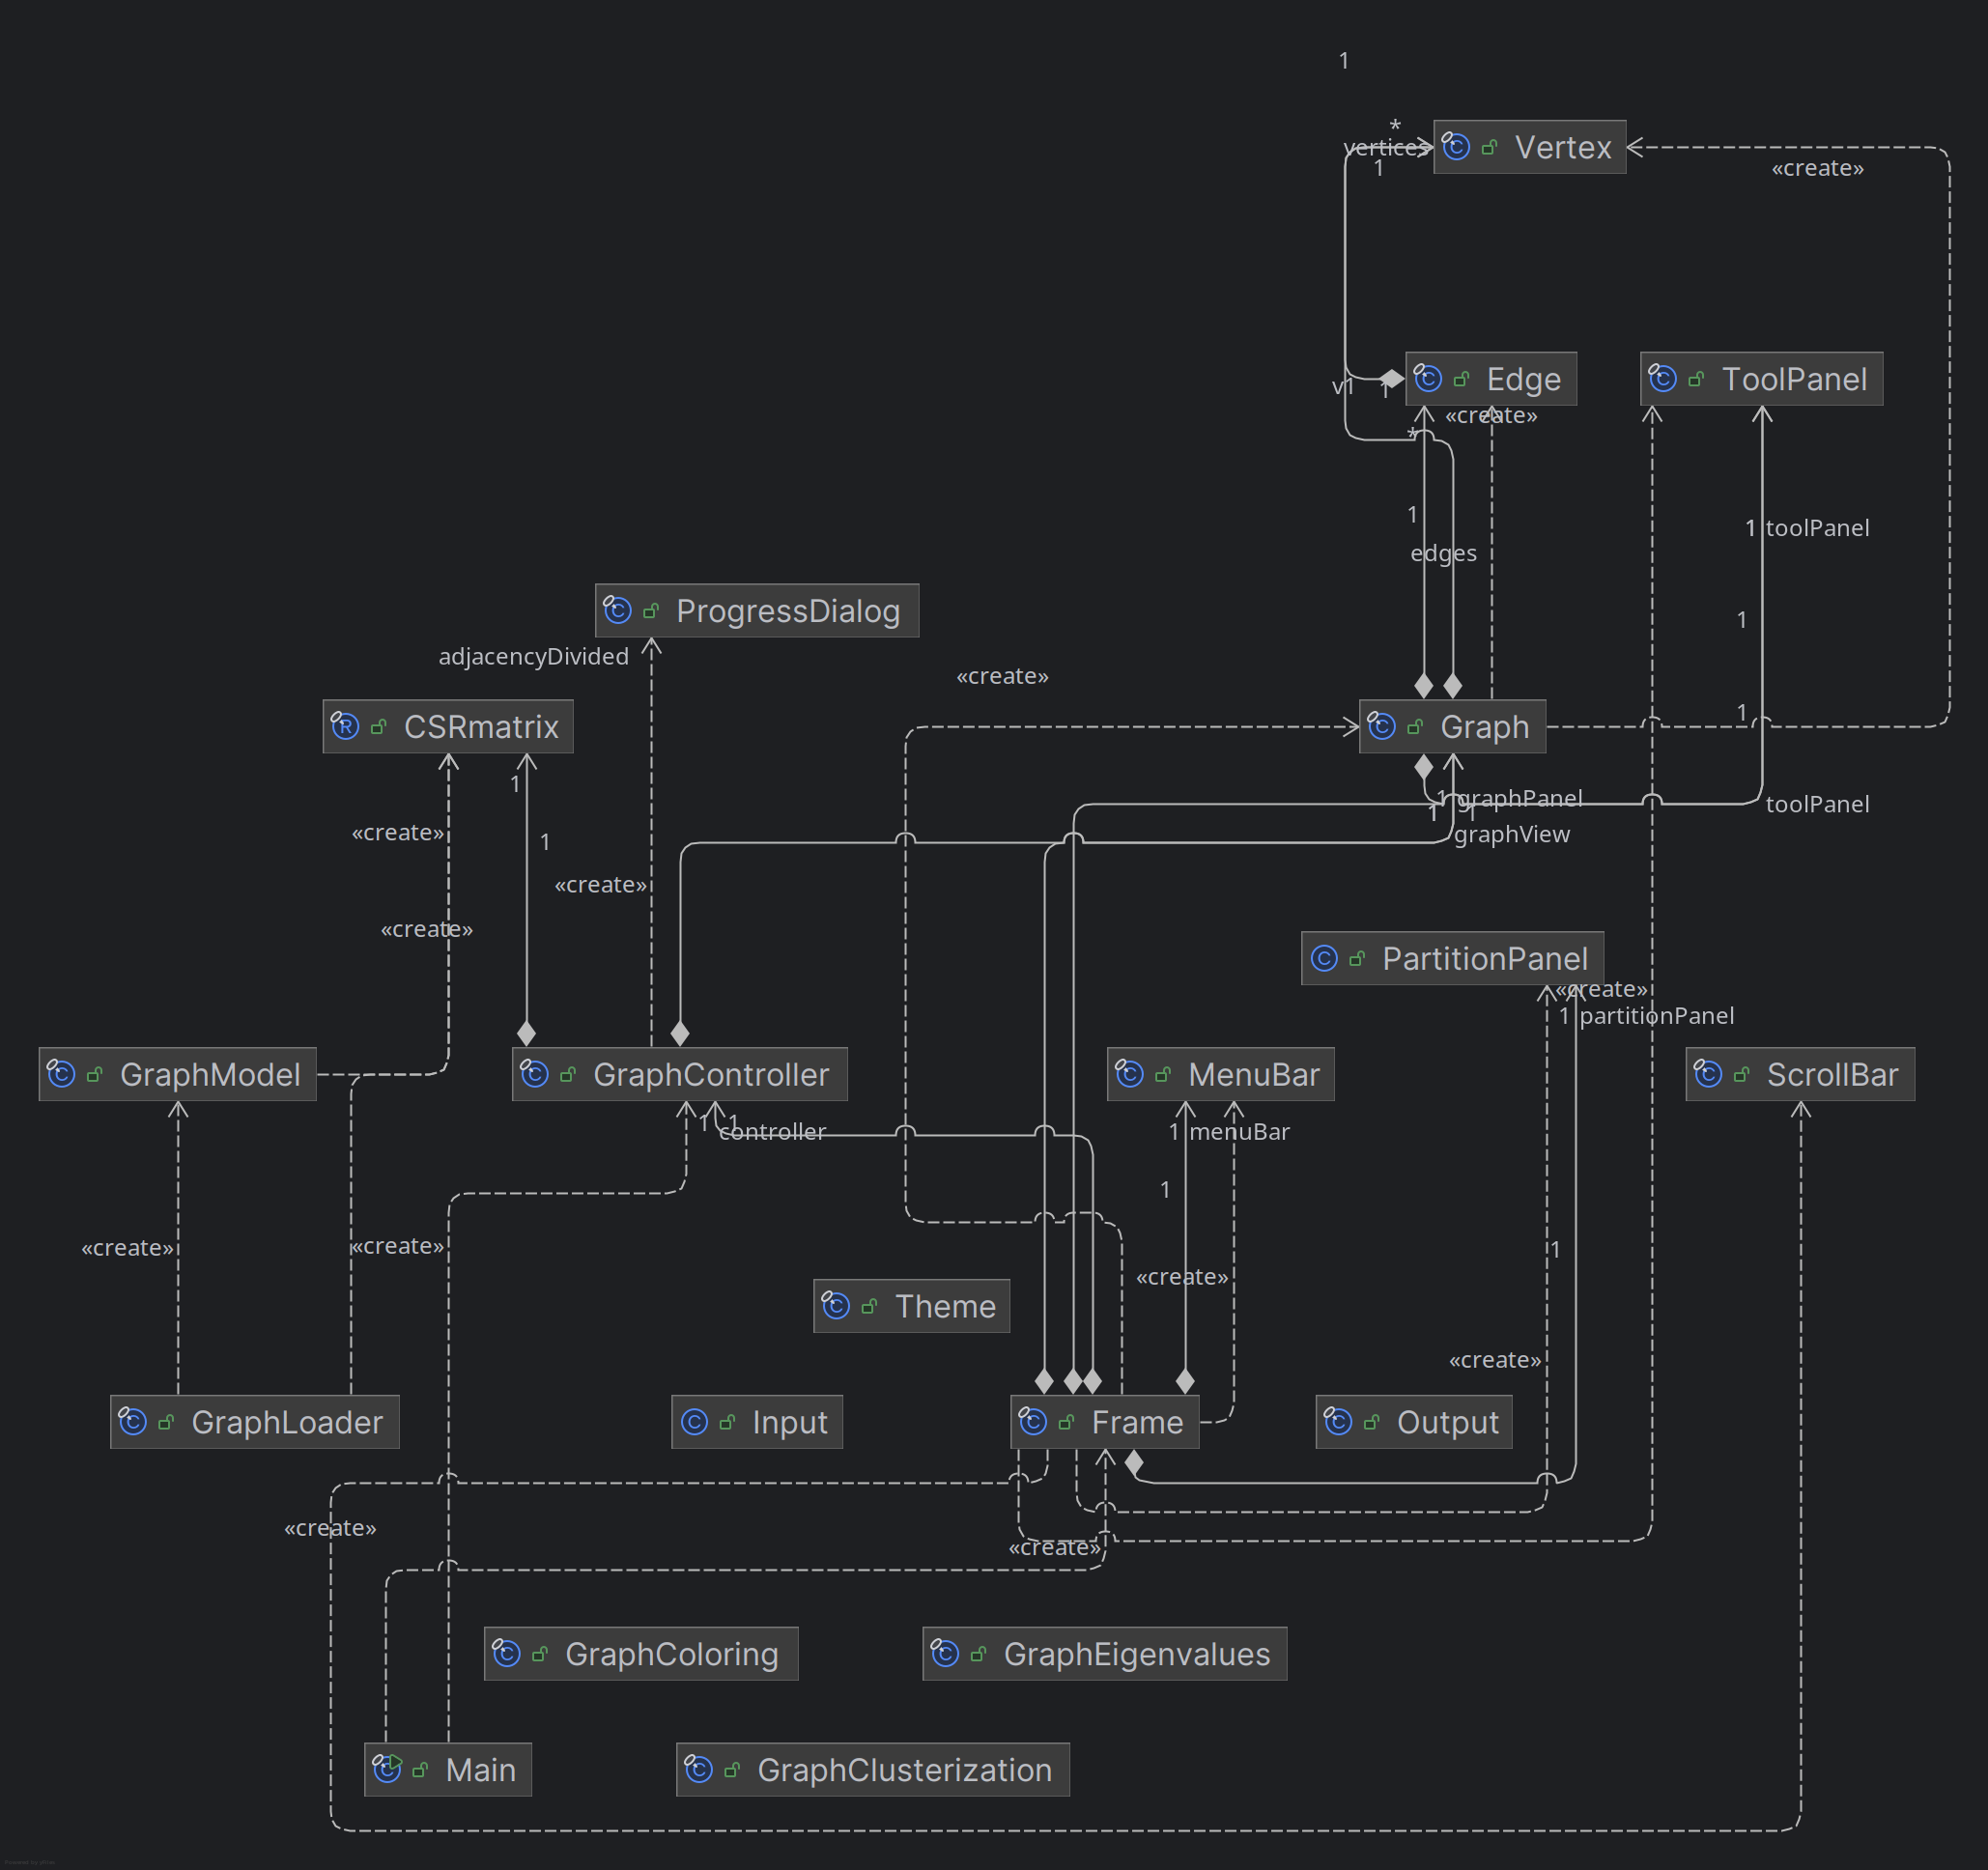 1
*
vertices
1
Vertex
«create»
v1
1
Edge
ToolPanel
«create»
*
1
edges
1 toolPanel
1
ProgressDialog
adjacencyDivided
«create»
CSRmatrix
Graph
1
1
1 graphPanel
toolPanel
1
1
«create»
1
graphView
«create»
«create»
PartitionPanel
«create»
1 partitionPanel
GraphModel
GraphController
MenuBar
ScrollBar
1
1
controller
1 menuBar
1
«create»
«create»
1
«create»
Theme
«create»
GraphLoader
Input
Frame
Output
«create»
«create»
GraphColoring
GraphEigenvalues
Main
GraphClusterization